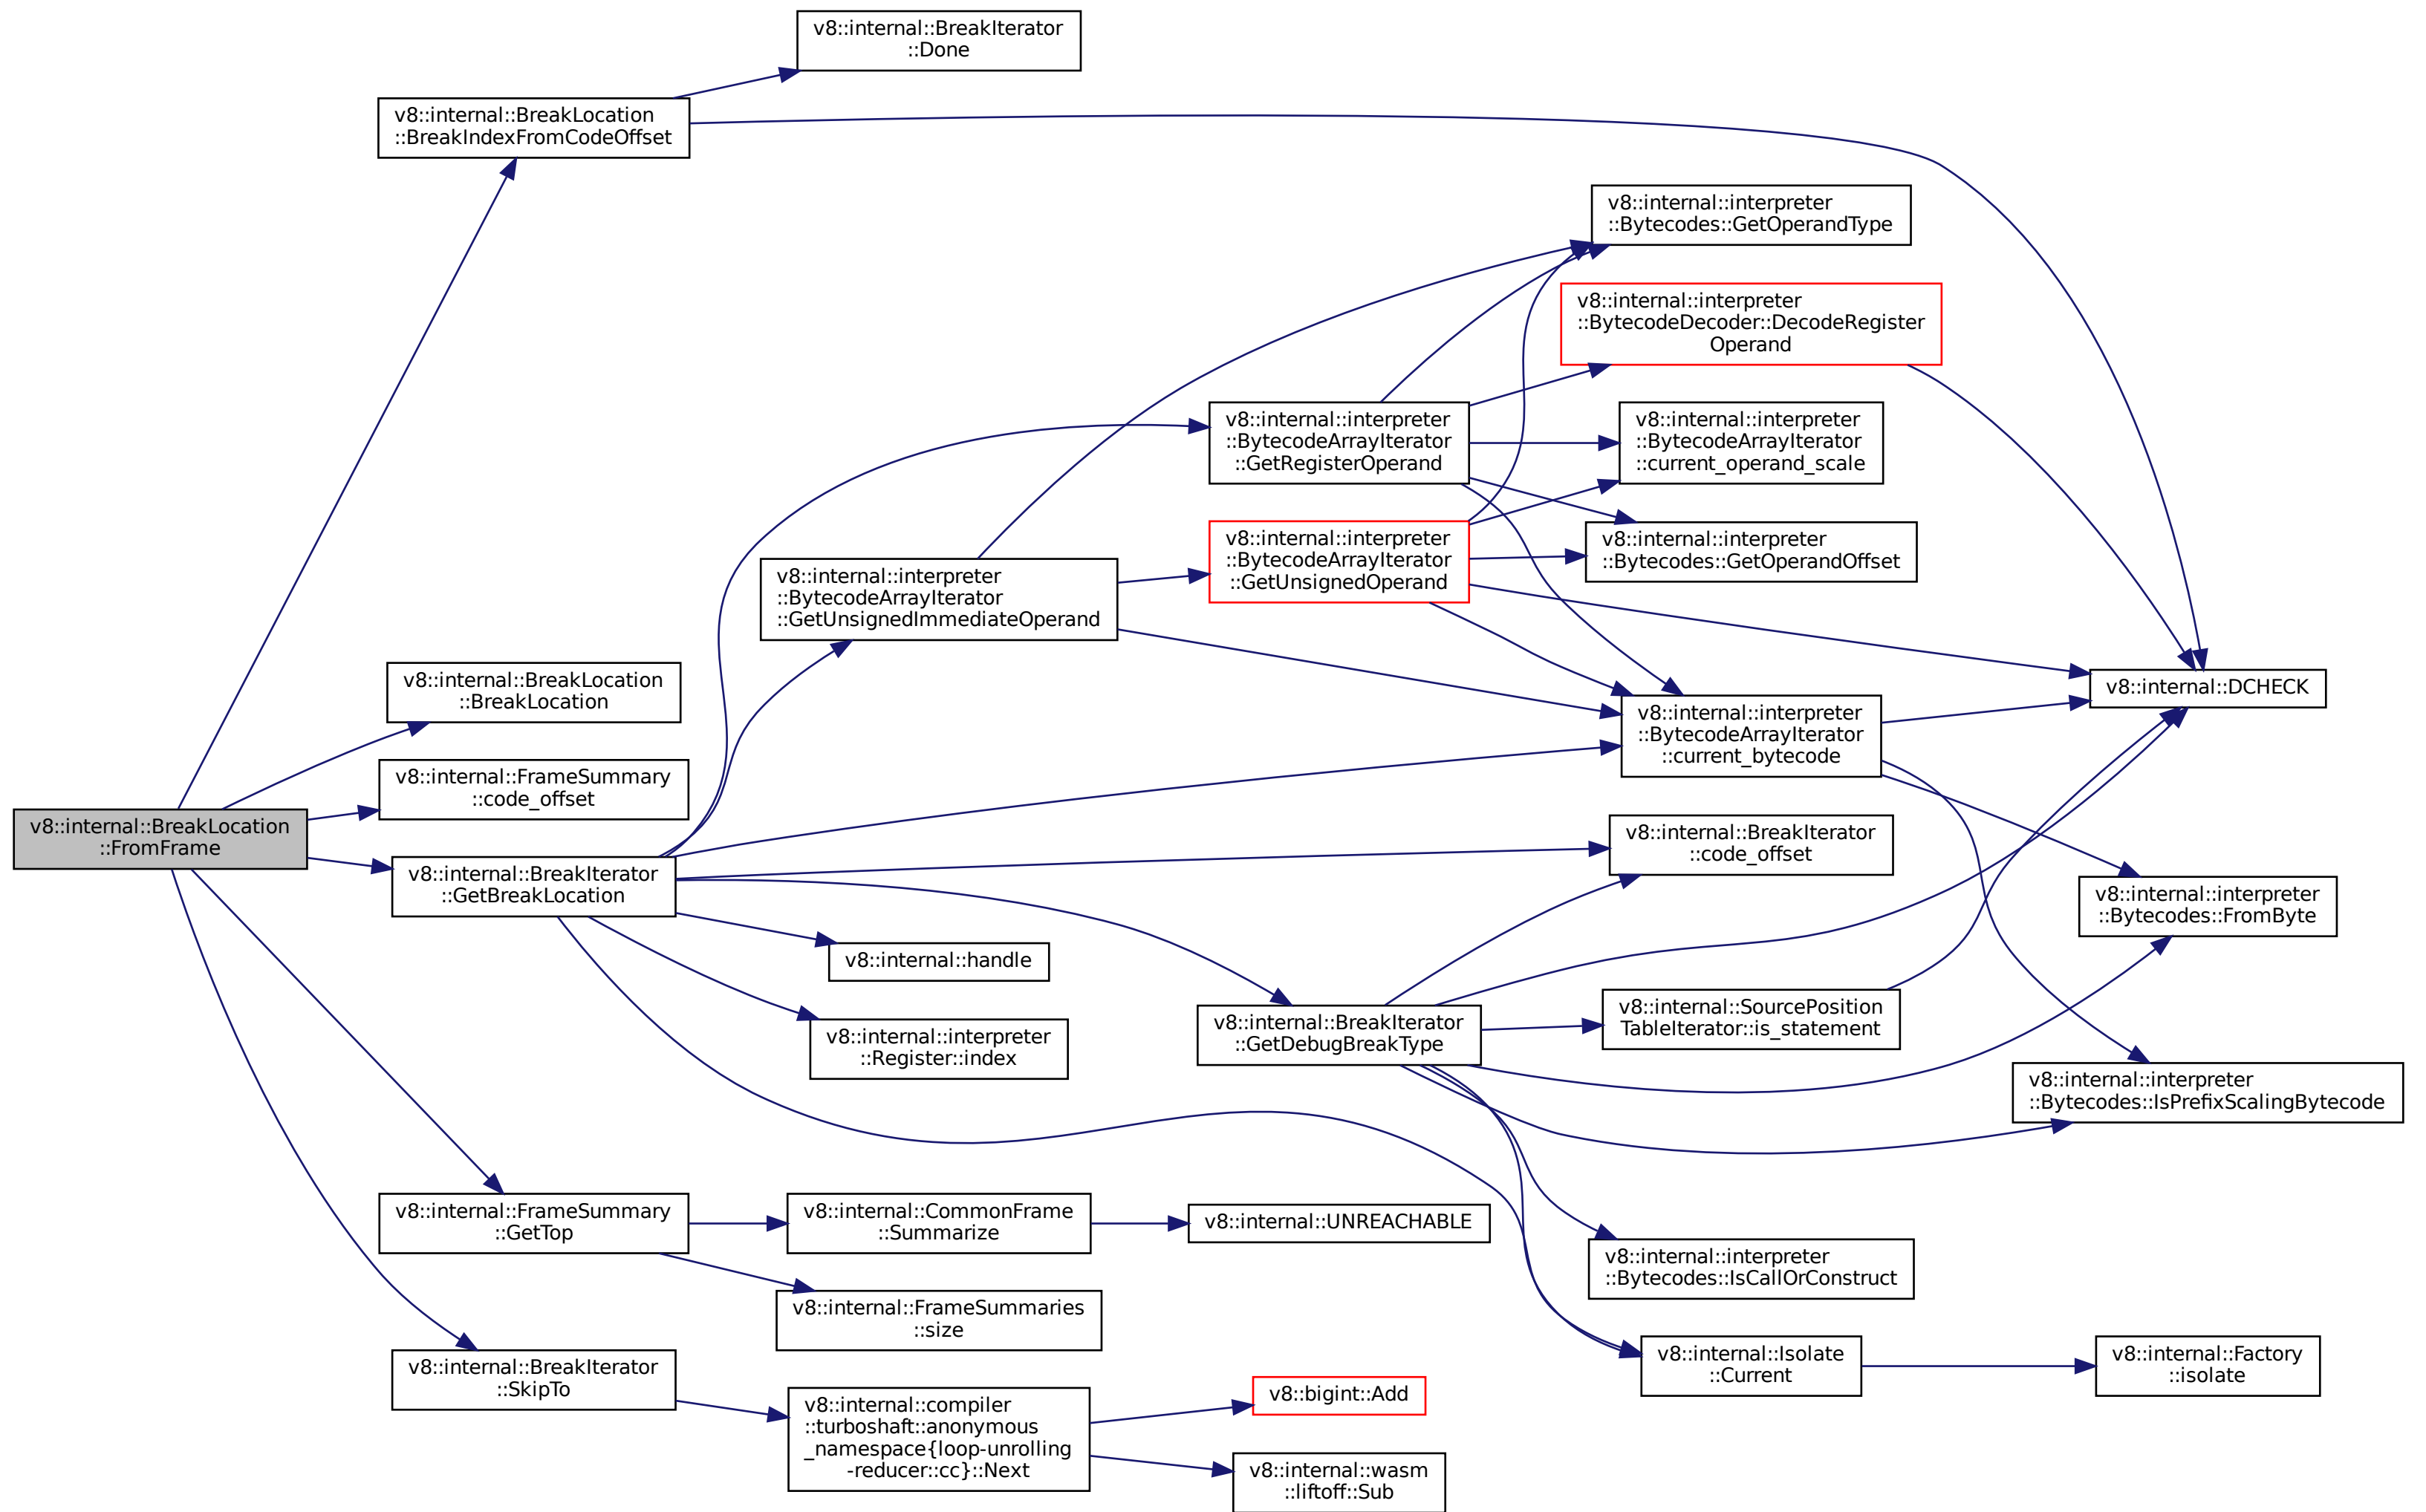 v8::internal::BreakIterator
::Done
v8::internal::BreakLocation
::BreakIndexFromCodeOffset
v8::internal::interpreter
::Bytecodes::GetOperandType
v8::internal::interpreter
::BytecodeDecoder::DecodeRegister
Operand
v8::internal::interpreter
::BytecodeArrayIterator
::GetRegisterOperand
v8::internal::interpreter
::BytecodeArrayIterator
::current_operand_scale
v8::internal::interpreter
::BytecodeArrayIterator
::GetUnsignedOperand
v8::internal::interpreter
::Bytecodes::GetOperandOffset
v8::internal::interpreter
::BytecodeArrayIterator
::GetUnsignedImmediateOperand
v8::internal::BreakLocation
::BreakLocation
v8::internal::DCHECK
v8::internal::interpreter
::BytecodeArrayIterator
::current_bytecode
v8::internal::FrameSummary
::code_offset
v8::internal::BreakLocation
::FromFrame
v8::internal::BreakIterator
::code_offset
v8::internal::BreakIterator
::GetBreakLocation
v8::internal::interpreter
::Bytecodes::FromByte
v8::internal::handle
v8::internal::SourcePosition
TableIterator::is_statement
v8::internal::BreakIterator
::GetDebugBreakType
v8::internal::interpreter
::Register::index
v8::internal::interpreter
::Bytecodes::IsPrefixScalingBytecode
v8::internal::FrameSummary
::GetTop
v8::internal::CommonFrame
::Summarize
v8::internal::UNREACHABLE
v8::internal::interpreter
::Bytecodes::IsCallOrConstruct
v8::internal::FrameSummaries
::size
v8::internal::Isolate
::Current
v8::internal::Factory
::isolate
v8::internal::BreakIterator
::SkipTo
v8::bigint::Add
v8::internal::compiler
::turboshaft::anonymous
_namespace{loop-unrolling
-reducer::cc}::Next
v8::internal::wasm
::liftoff::Sub